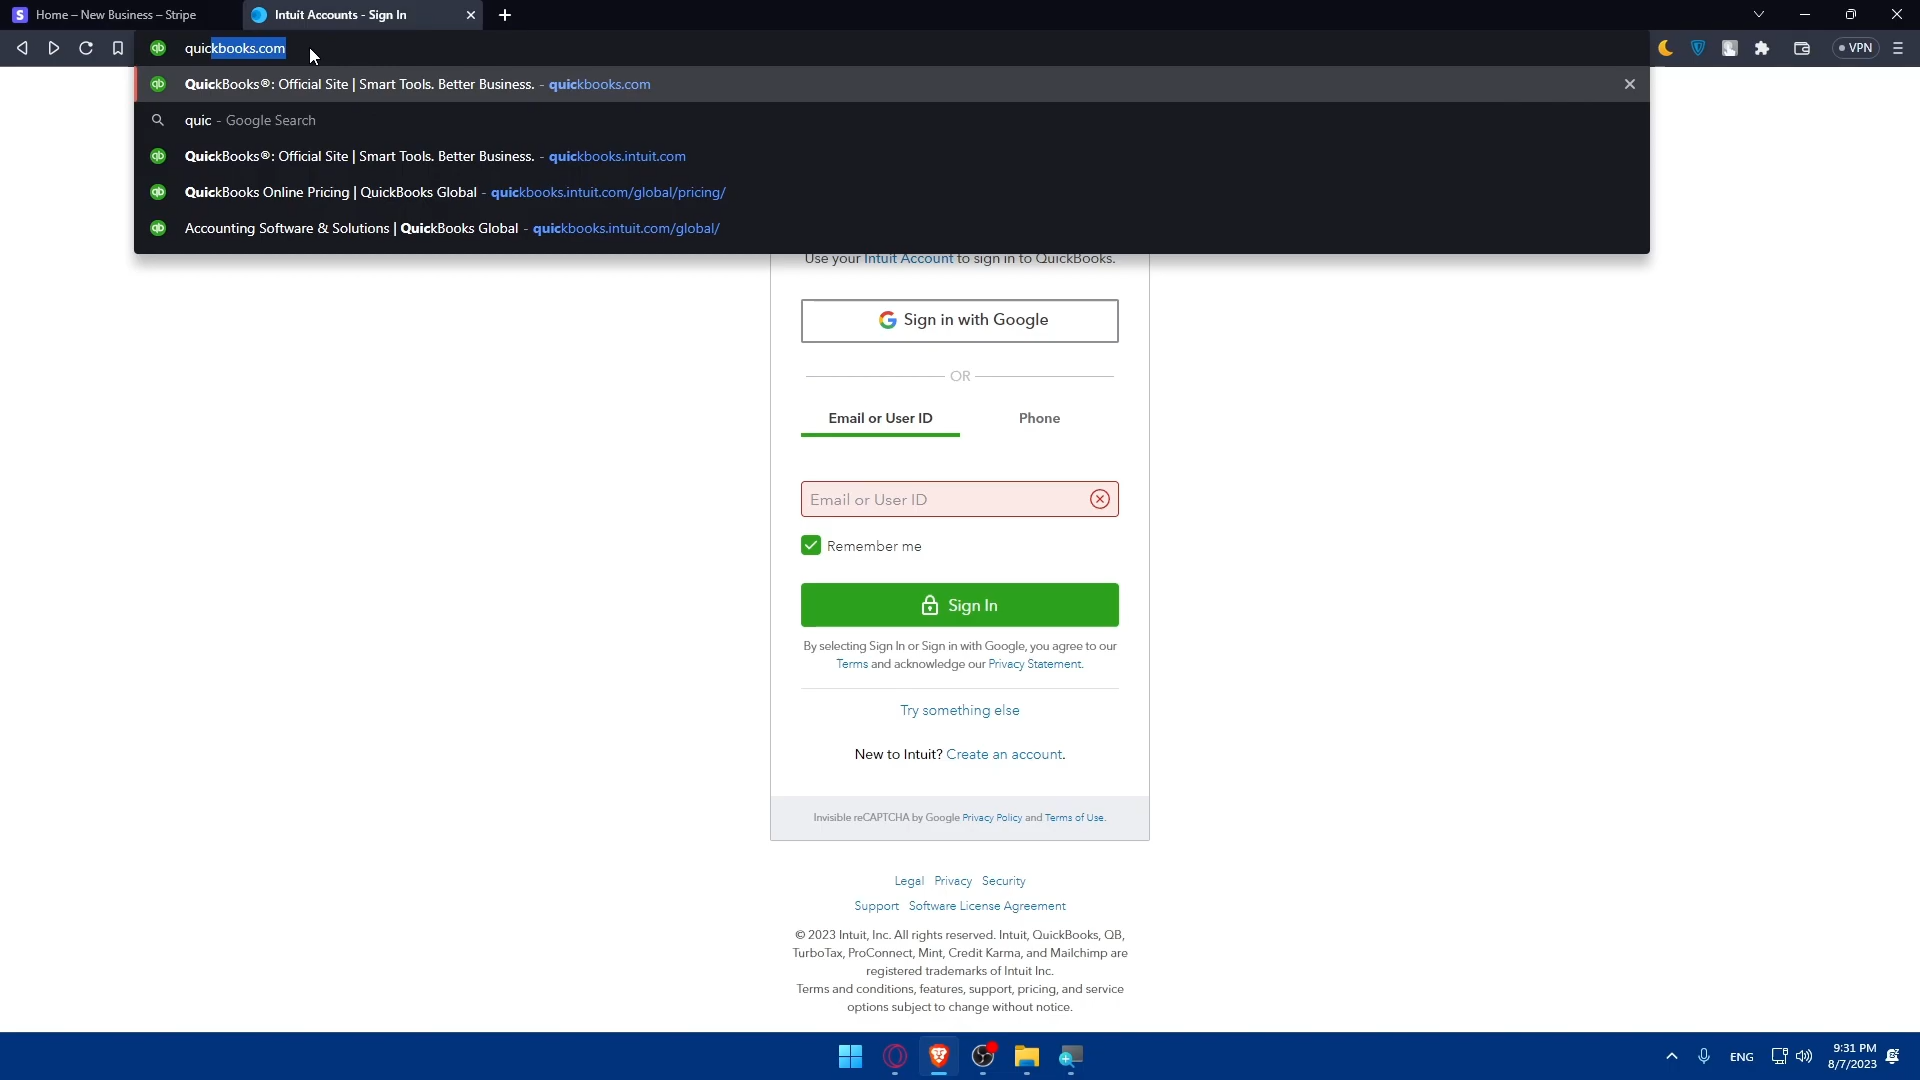 Home – New Business – Stripe
Intuit Accounts - Sign In
quickbooks.com
VPN
QuickBooks®: Official Site | Smart Tools. Better Business. - quickbooks.com
quic - Google Search
QuickBooks®: Official Site | Smart Tools. Better Business. - quickbooks.intuit.com
QuickBooks Online Pricing | QuickBooks Global - quickbooks.intuit.com/global/pricing/
Accounting Software & Solutions | QuickBooks Global - quickbooks.intuit.com/global/
Use your Intuit Account to sign in to QuickBooks.
Sign in with Google
OR
Email or User ID Phone
Email or User ID
Remember me
Sign In
By selecting Sign In or Sign in with Google, you agree to our
Terms and acknowledge our Privacy Statement.
Try something else
New to Intuit? Create an account.
Invisible reCAPTCHA by Google Privacy Policy and Terms of Use.
Legal Privacy Security
Support Software License Agreement
© 2023 Intuit, Inc. All rights reserved. Intuit, QuickBooks, QB,
TurboTax, ProConnect, Mint, Credit Karma, and Mailchimp are
registered trademarks of Intuit Inc.
Terms and conditions, features, support, pricing, and service
options subject to change without notice.
ENG
9:31 PM
8/7/2023